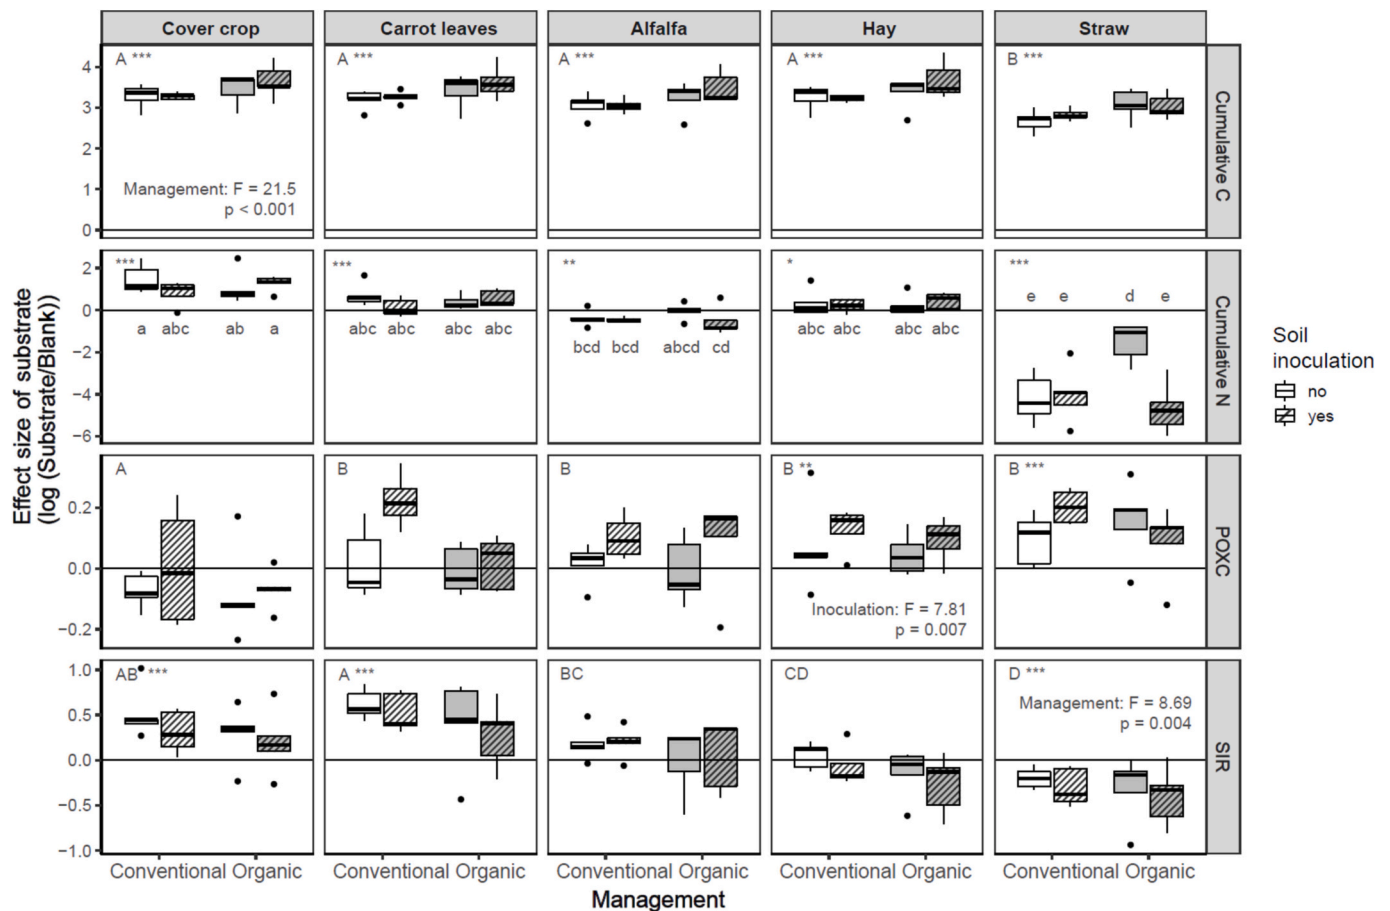 Cover crop
Carrot leaves
Alfalfa
Hay
Straw
A ***
A ***
A ***
A ***
B ***
4
3
2
1
0
Management: F = 21.5
p < 0.001
Cumulative C
***
***
**
*
***
2
0
−2
−4
−6
a abc ab a
abc abc abc abc
bcd bcd abcd cd
abc abc abc abc
e e d e
Cumulative N
A
B
B
B **
B ***
0.2
0.0
−0.2
Inoculation: F = 7.81
p = 0.007
POXC
AB ***
A ***
BC
CD
D ***
1.0
0.5
0.0
−0.5
−1.0
Management: F = 8.69
p = 0.004
SIR
Conventional Organic
Conventional Organic
Conventional Organic
Conventional Organic
Conventional Organic
Management
Effect size of substrate
(log (Substrate/Blank))
Soil
inoculation
no
yes